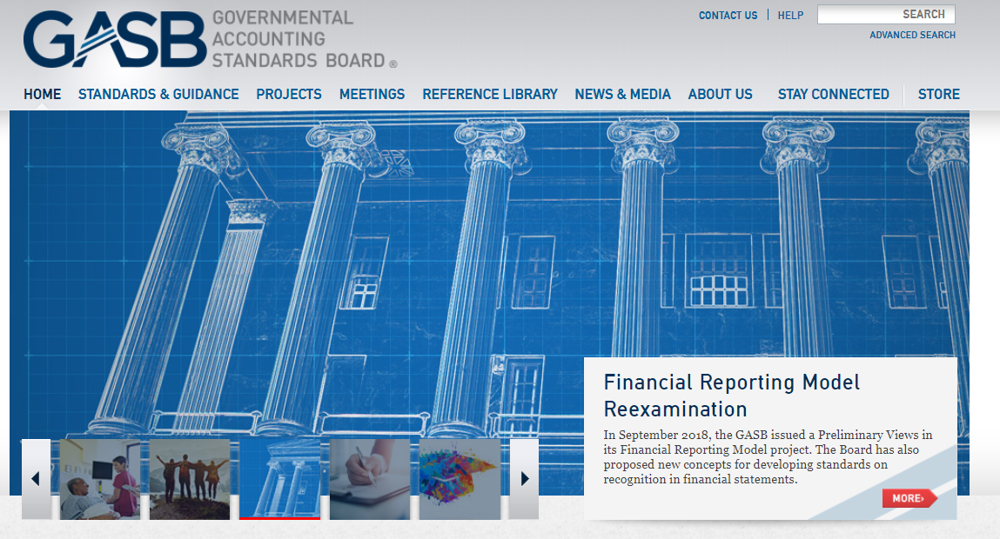 GASB
GOVERNMENTAL
ACCOUNTING
STANDARDS BOARD ®
CONTACT US | HELP
SEARCH
ADVANCED SEARCH
HOME STANDARDS & GUIDANCE PROJECTS MEETINGS REFERENCE LIBRARY NEWS & MEDIA ABOUT US STAY CONNECTED STORE
Financial Reporting Model
Reexamination
In September 2018, the GASB issued a Preliminary Views in
its Financial Reporting Model project. The Board has also
proposed new concepts for developing standards on
recognition in financial statements.
MORE›